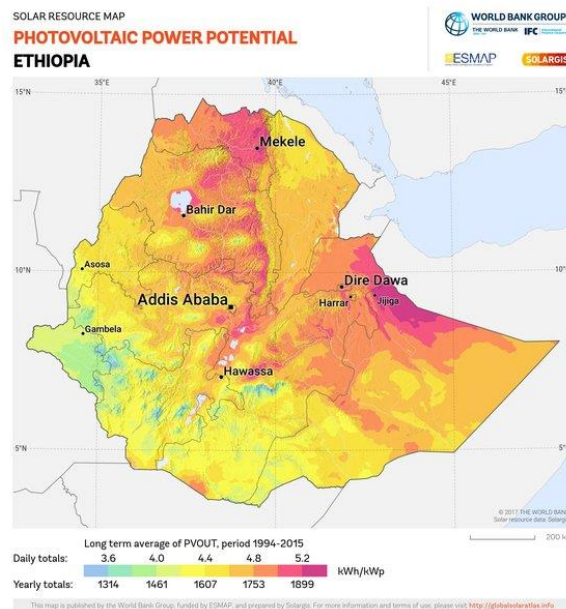 SOLAR RESOURCE MAP
PHOTOVOLTAIC POWER POTENTIAL
ETHIOPIA
WORLD BANK GROUP
THE WORLD BANK IFC
ESMAP
SOLARGIS
35°E 40°E 45°E
15°N 15°N
Mekele
Bahir Dar
Asosa
10°N 10°N
Dire Dawa
Addis Ababa
Harrar Jijiga
Gambela
Hawassa
5°N 5°N
© 2017 THE WORLD BANK
Solar resource data: Solargis
200 k
Long term average of PVOUT, period 1994-2015
Daily totals: 3.6 4.0 4.4 4.8 5.2
kWh/kWp
Yearly totals: 1314 1461 1607 1753 1899
This map is published by the World Bank Group, funded by ESMAP, and prepared by Solargis. For more information and terms of use, please visit http://globalsolaratlas.info